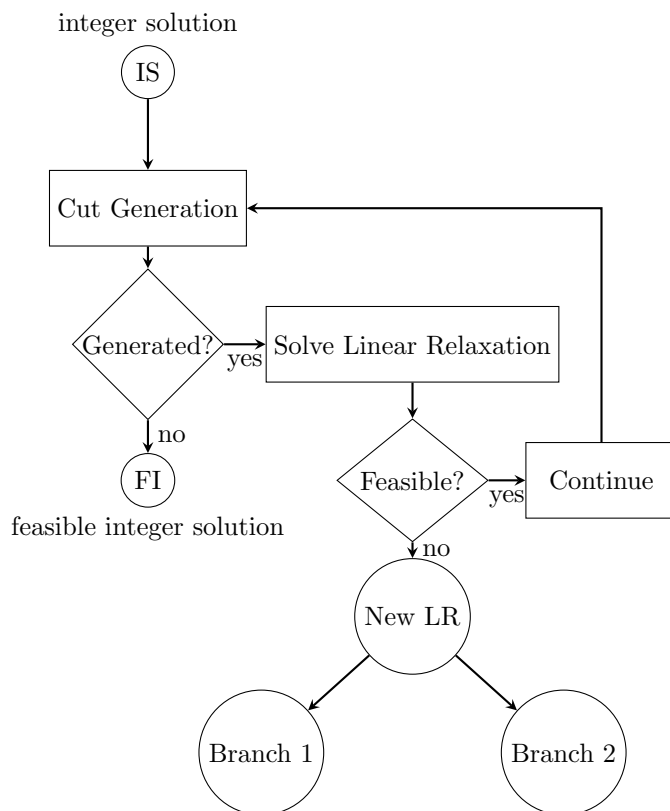 integer solution
IS
Cut Generation
Generated?
yes
Solve Linear Relaxation
no
FI
feasible integer solution
Feasible?
yes
Continue
no
New LR
Branch 1
Branch 2